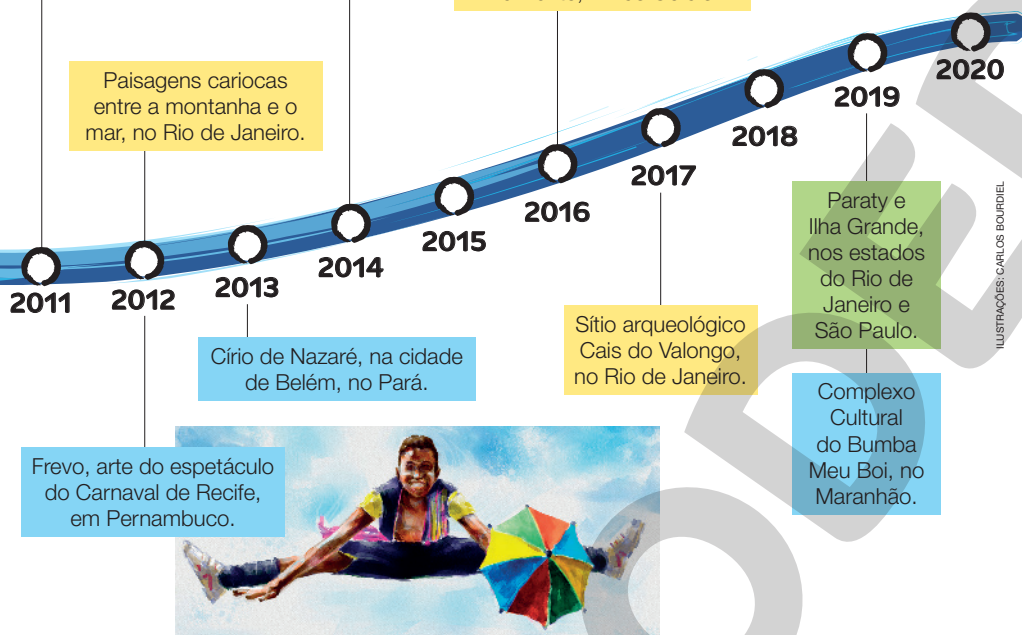 Paisagens cariocas
entre a montanha e o
mar, no Rio de Janeiro.
2011
2012
2013
2014
2015
2016
2017
2018
2019
2020
Círio de Nazaré, na cidade
de Belém, no Pará.
Sítio arqueológico
Cais do Valongo,
no Rio de Janeiro.
Paraty e
Ilha Grande,
nos estados
do Rio de
Janeiro e
São Paulo.
Complexo
Cultural
do Bumba
Meu Boi, no
Maranhão.
Frevo, arte do espetáculo
do Carnaval de Recife,
em Pernambuco.
ILUSTRAÇÕES: CARLOS BOURDIEL